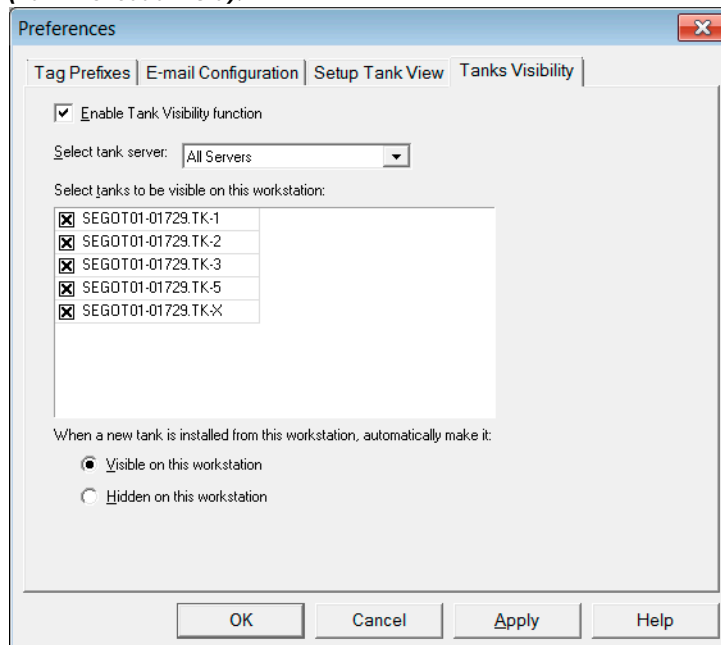 Preferences
Tag Prefixes E-mail Configuration Setup Tank View Tanks Visibility
Enable Tank Visibility function
Select tank server: All Servers
Select tanks to be visible on this workstation:
SEGOT01-01729.TK-1
SEGOT01-01729.TK-2
SEGOT01-01729.TK-3
SEGOT01-01729.TK-5
SEGOT01-01729.TK-X
When a new tank is installed from this workstation, automatically make it:
Visible on this workstation
Hidden on this workstation
OK Cancel Apply Help